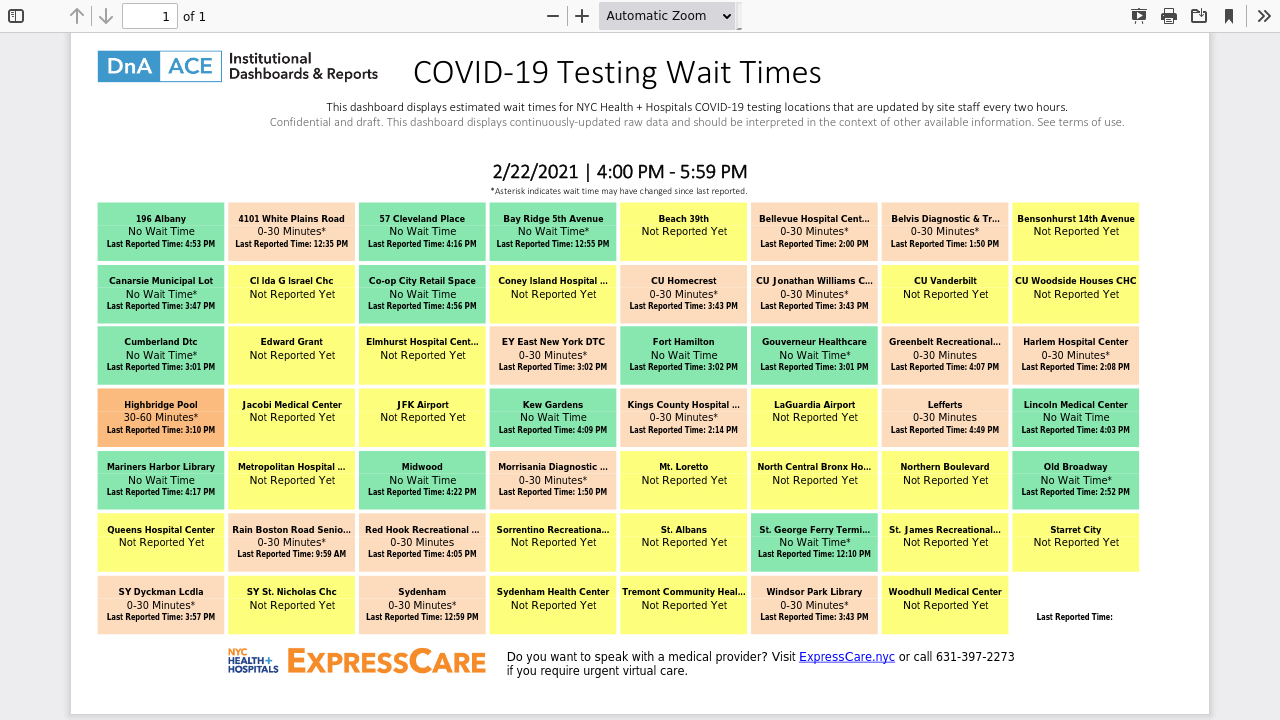 1
of 1
Automatic Zoom
DnA ACE Institutional
Dashboards & Reports
COVID-19 Testing Wait Times
This dashboard displays estimated wait times for NYC Health + Hospitals COVID-19 testing locations that are updated by site staff every two hours.
Confidential and draft. This dashboard displays continuously-updated raw data and should be interpreted in the context of other available information. See terms of use.
2/22/2021 | 4:00 PM - 5:59 PM
*Asterisk indicates wait time may have changed since last reported.
196 Albany
No Wait Time
Last Reported Time: 4:53 PM
4101 White Plains Road
0-30 Minutes*
Last Reported Time: 12:35 PM
57 Cleveland Place
No Wait Time
Last Reported Time: 4:16 PM
Bay Ridge 5th Avenue
No Wait Time*
Last Reported Time: 12:55 PM
Beach 39th
Not Reported Yet
Bellevue Hospital Cent...
0-30 Minutes*
Last Reported Time: 2:00 PM
Belvis Diagnostic & Tr...
0-30 Minutes*
Last Reported Time: 1:50 PM
Bensonhurst 14th Avenue
Not Reported Yet
Canarsie Municipal Lot
No Wait Time*
Last Reported Time: 3:47 PM
CI Ida G Israel Chc
Not Reported Yet
Co-op City Retail Space
No Wait Time
Last Reported Time: 4:56 PM
Coney Island Hospital ...
Not Reported Yet
CU Homecrest
0-30 Minutes*
Last Reported Time: 3:43 PM
CU Jonathan Williams C...
0-30 Minutes*
Last Reported Time: 3:43 PM
CU Vanderbilt
Not Reported Yet
CU Woodside Houses CHC
Not Reported Yet
Cumberland Dtc
No Wait Time*
Last Reported Time: 3:01 PM
Edward Grant
Not Reported Yet
Elmhurst Hospital Cent...
Not Reported Yet
EY East New York DTC
0-30 Minutes*
Last Reported Time: 3:02 PM
Fort Hamilton
No Wait Time
Last Reported Time: 3:02 PM
Gouverneur Healthcare
No Wait Time*
Last Reported Time: 3:01 PM
Greenbelt Recreational...
0-30 Minutes
Last Reported Time: 4:07 PM
Harlem Hospital Center
0-30 Minutes*
Last Reported Time: 2:08 PM
Highbridge Pool
30-60 Minutes*
Last Reported Time: 3:10 PM
Jacobi Medical Center
Not Reported Yet
JFK Airport
Not Reported Yet
Kew Gardens
No Wait Time
Last Reported Time: 4:09 PM
Kings County Hospital ...
0-30 Minutes*
Last Reported Time: 2:14 PM
LaGuardia Airport
Not Reported Yet
Lefferts
0-30 Minutes
Last Reported Time: 4:49 PM
Lincoln Medical Center
No Wait Time
Last Reported Time: 4:03 PM
Mariners Harbor Library
No Wait Time
Last Reported Time: 4:17 PM
Metropolitan Hospital ...
Not Reported Yet
Midwood
No Wait Time
Last Reported Time: 4:22 PM
Morrisania Diagnostic ...
0-30 Minutes*
Last Reported Time: 1:50 PM
Mt. Loretto
Not Reported Yet
North Central Bronx Ho...
Not Reported Yet
Northern Boulevard
Not Reported Yet
Old Broadway
No Wait Time*
Last Reported Time: 2:52 PM
Queens Hospital Center
Not Reported Yet
Rain Boston Road Senio...
0-30 Minutes*
Last Reported Time: 9:59 AM
Red Hook Recreational ...
0-30 Minutes
Last Reported Time: 4:05 PM
Sorrentino Recreationa...
Not Reported Yet
St. Albans
Not Reported Yet
St. George Ferry Termi...
No Wait Time*
Last Reported Time: 12:10 PM
St. James Recreational...
Not Reported Yet
Starret City
Not Reported Yet
SY Dyckman Lcdla
0-30 Minutes*
Last Reported Time: 3:57 PM
SY St. Nicholas Chc
Not Reported Yet
Sydenham
0-30 Minutes*
Last Reported Time: 12:59 PM
Sydenham Health Center
Not Reported Yet
Tremont Community Heal...
Not Reported Yet
Windsor Park Library
0-30 Minutes*
Last Reported Time: 3:43 PM
Woodhull Medical Center
Not Reported Yet
Last Reported Time:
NYC
HEALTH+
HOSPITALS
EXPRESSCARE
Do you want to speak with a medical provider? Visit ExpressCare.nyc or call 631-397-2273
if you require urgent virtual care.